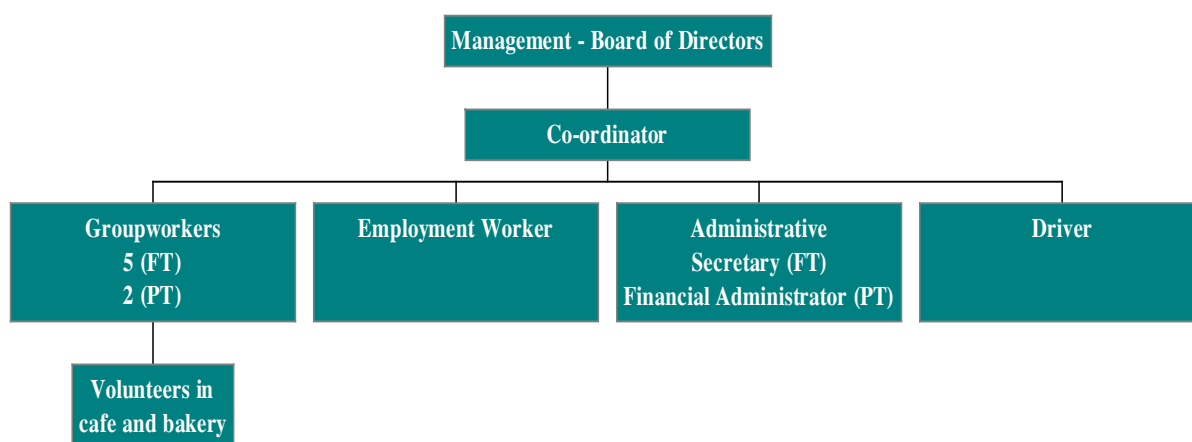 Management - Board of Directors
Co-ordinator
Groupworkers
5 (FT)
2 (PT)
Employment Worker
Administrative
Secretary (FT)
Financial Administrator (PT)
Driver
Volunteers in
cafe and bakery